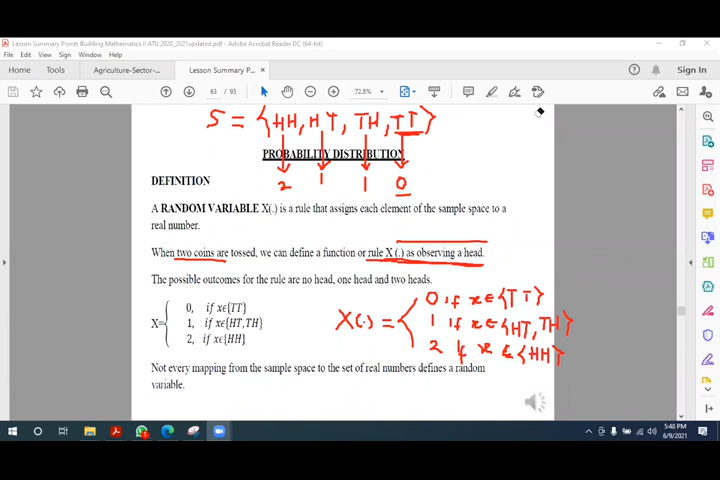 Lesson Summary Points Building Mathematics II ATU 2020_2021updated.pdf - Adobe Acrobat Reader DC (64-bit)
File Edit View Sign Window Help
Home Tools Agriculture-Sector-... Lesson Summary P... × Sign In
63 / 93 72.8%
S = {HH, HT, TH, TT}
PROBABILITY DISTRIBUTION
2 1 1 0
DEFINITION
A RANDOM VARIABLE X(.) is a rule that assigns each element of the sample space to a
real number.
When two coins are tossed, we can define a function or rule X (.) as observing a head.
The possible outcomes for the rule are no head, one head and two heads.
0, if xϵ{TT}
X= 1, if xϵ{HT,TH}
2, if xϵ{HH}
0 if x ∈ {TT}
X(·) = 1 if x ∈ {HT, TH}
2 if x ∈ {HH}
Not every mapping from the sample space to the set of real numbers defines a random
variable.
5:48 PM
6/9/2021